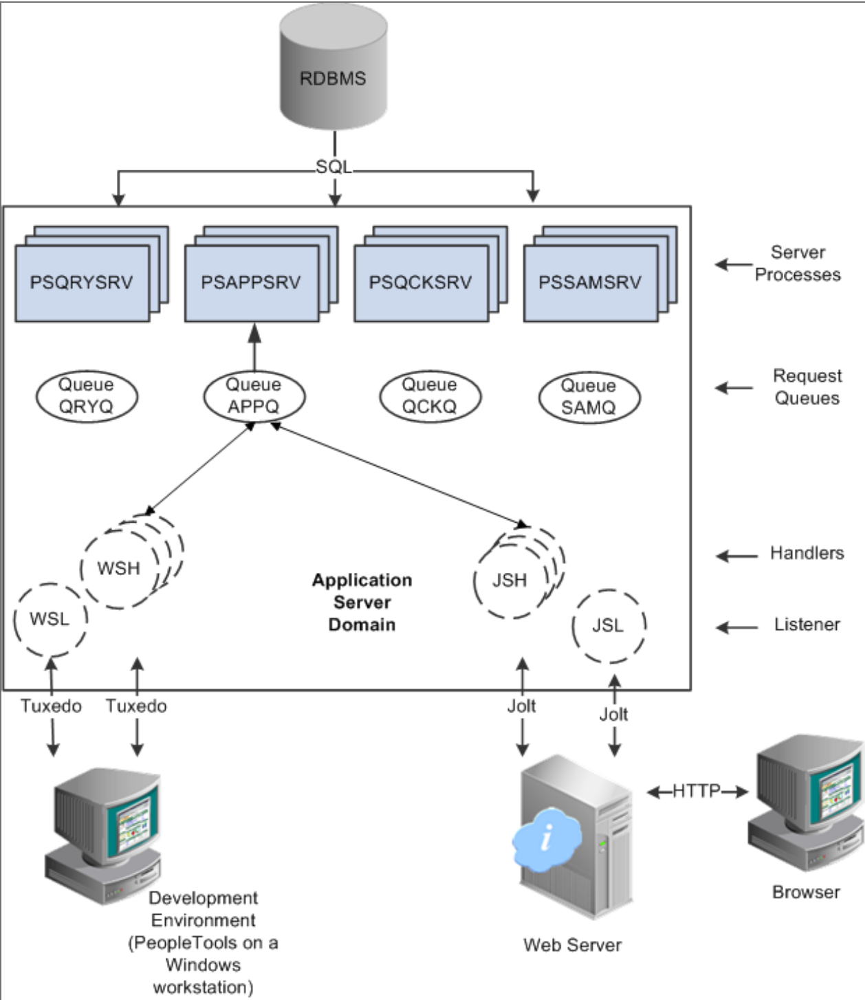 RDBMS
SQL
PSQRYSRV
PSAPPSRV
PSQCKSRV
PSSAMSRV
Server
Processes
Queue
QRYQ
Queue
APPQ
Queue
QCKQ
Queue
SAMQ
Request
Queues
WSH
JSH
Handlers
Application
Server
Domain
WSL
JSL
Listener
Tuxedo
Tuxedo
Jolt
Jolt
HTTP
Development
Environment
(PeopleTools on a
Windows
workstation)
i
Web Server
Browser